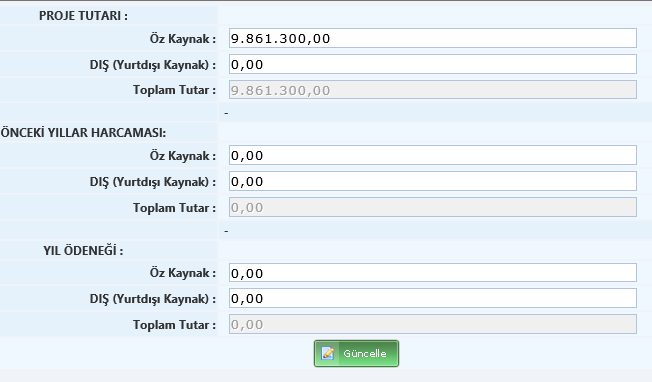 PROJE TUTARI :
Öz Kaynak : 9.861.300,00
DIŞ (Yurtdışı Kaynak) : 0,00
Toplam Tutar : 9.861.300,00
-
ÖNCEKİ YILLAR HARCAMASI:
Öz Kaynak : 0,00
DIŞ (Yurtdışı Kaynak) : 0,00
Toplam Tutar : 0,00
-
YIL ÖDENEĞİ :
Öz Kaynak : 0,00
DIŞ (Yurtdışı Kaynak) : 0,00
Toplam Tutar : 0,00
Güncelle